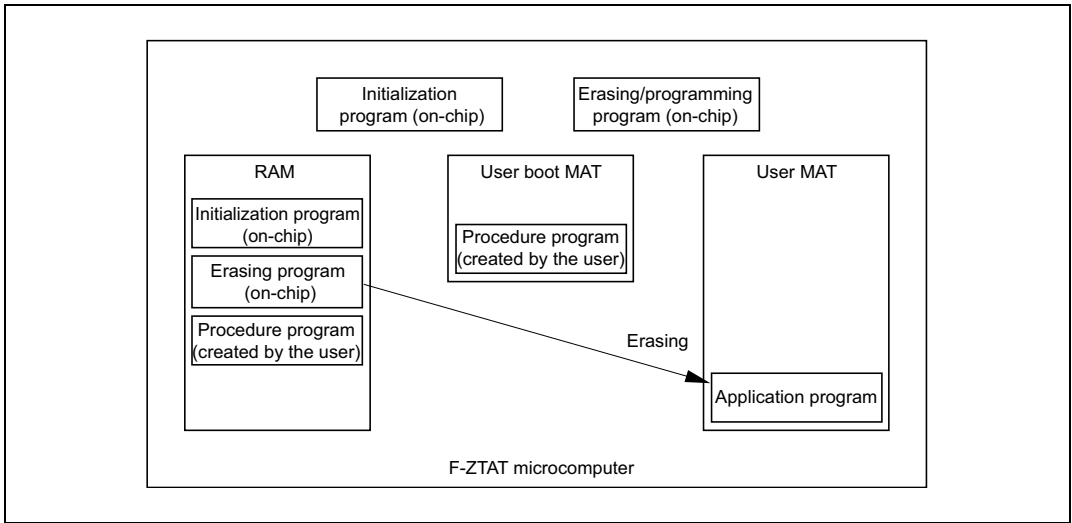 Initialization
program (on-chip)
Erasing/programming
program (on-chip)
RAM
Initialization program
(on-chip)
Erasing program
(on-chip)
Procedure program
(created by the user)
User boot MAT
Procedure program
(created by the user)
User MAT
Erasing
Application program
F-ZTAT microcomputer